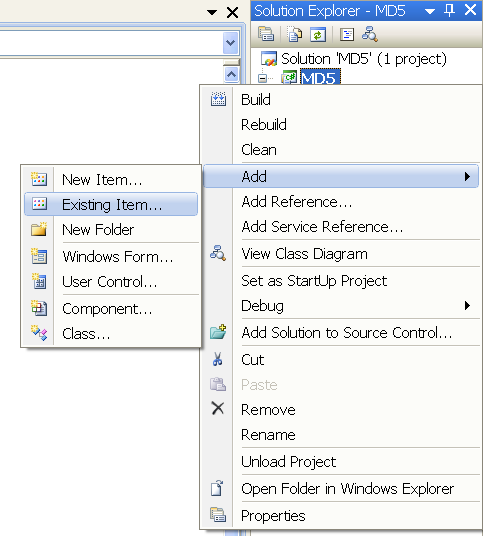 Solution Explorer - MD5
Solution 'MD5' (1 project)
MD5
Build
Rebuild
Clean
Add
Add Reference...
Add Service Reference...
View Class Diagram
Set as StartUp Project
Debug
Add Solution to Source Control...
Cut
Paste
Remove
Rename
Unload Project
Open Folder in Windows Explorer
Properties
New Item...
Existing Item...
New Folder
Windows Form...
User Control...
Component...
Class...